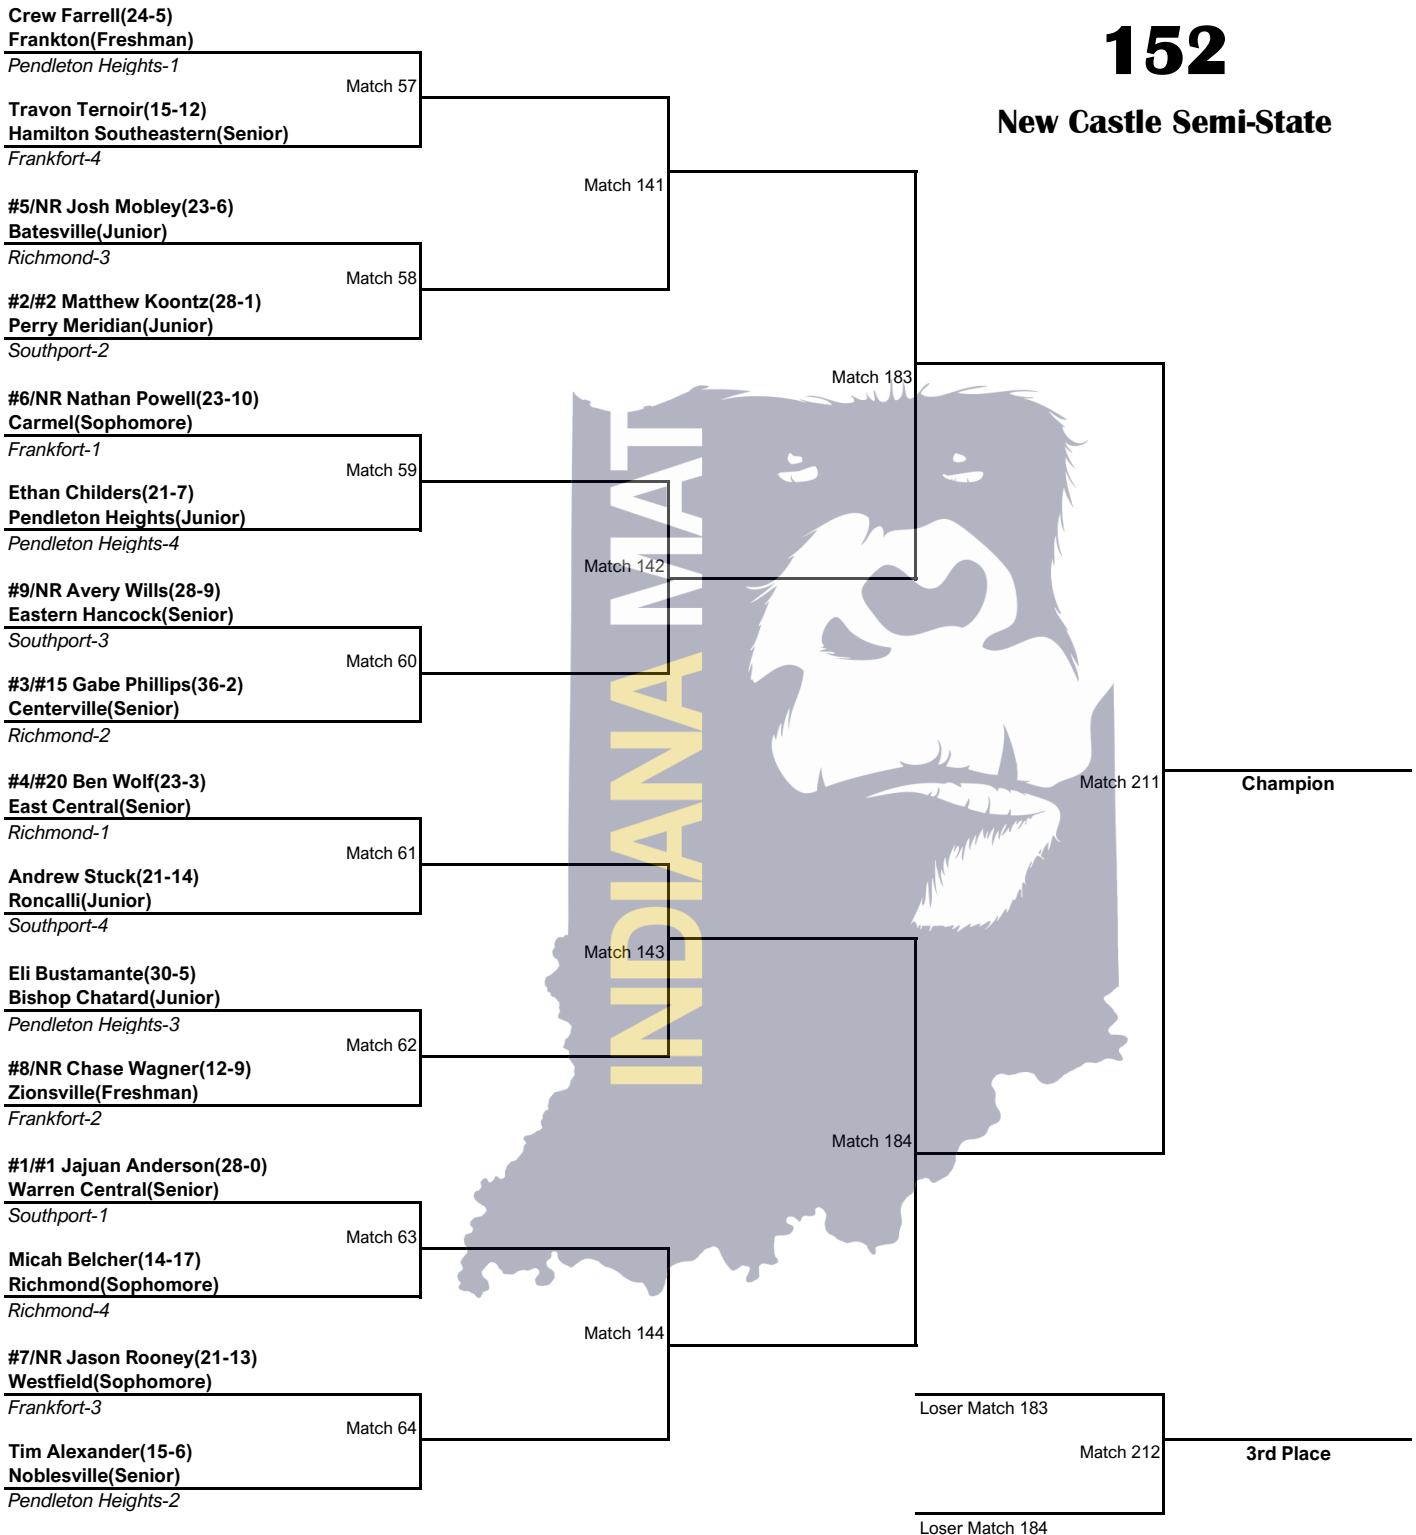 152
New Castle Semi-State
Crew Farrell(24-5)
Frankton(Freshman)
Pendleton Heights-1
Match 57
Travon Ternoir(15-12)
Hamilton Southeastern(Senior)
Frankfort-4
Match 141
#5/NR Josh Mobley(23-6)
Batesville(Junior)
Richmond-3
Match 58
#2/#2 Matthew Koontz(28-1)
Perry Meridian(Junior)
Southport-2
Match 183
#6/NR Nathan Powell(23-10)
Carmel(Sophomore)
Frankfort-1
Match 59
Ethan Childers(21-7)
Pendleton Heights(Junior)
Pendleton Heights-4
Match 142
#9/NR Avery Wills(28-9)
Eastern Hancock(Senior)
Southport-3
Match 60
#3/#15 Gabe Phillips(36-2)
Centerville(Senior)
Richmond-2
INDIANA MAT
Match 211
Champion
#4/#20 Ben Wolf(23-3)
East Central(Senior)
Richmond-1
Match 61
Andrew Stuck(21-14)
Roncalli(Junior)
Southport-4
Match 143
Eli Bustamante(30-5)
Bishop Chatard(Junior)
Pendleton Heights-3
Match 62
#8/NR Chase Wagner(12-9)
Zionsville(Freshman)
Frankfort-2
Match 184
#1/#1 Jajuan Anderson(28-0)
Warren Central(Senior)
Southport-1
Match 63
Micah Belcher(14-17)
Richmond(Sophomore)
Richmond-4
Match 144
#7/NR Jason Rooney(21-13)
Westfield(Sophomore)
Frankfort-3
Match 64
Tim Alexander(15-6)
Noblesville(Senior)
Pendleton Heights-2
Loser Match 183
Match 212
3rd Place
Loser Match 184